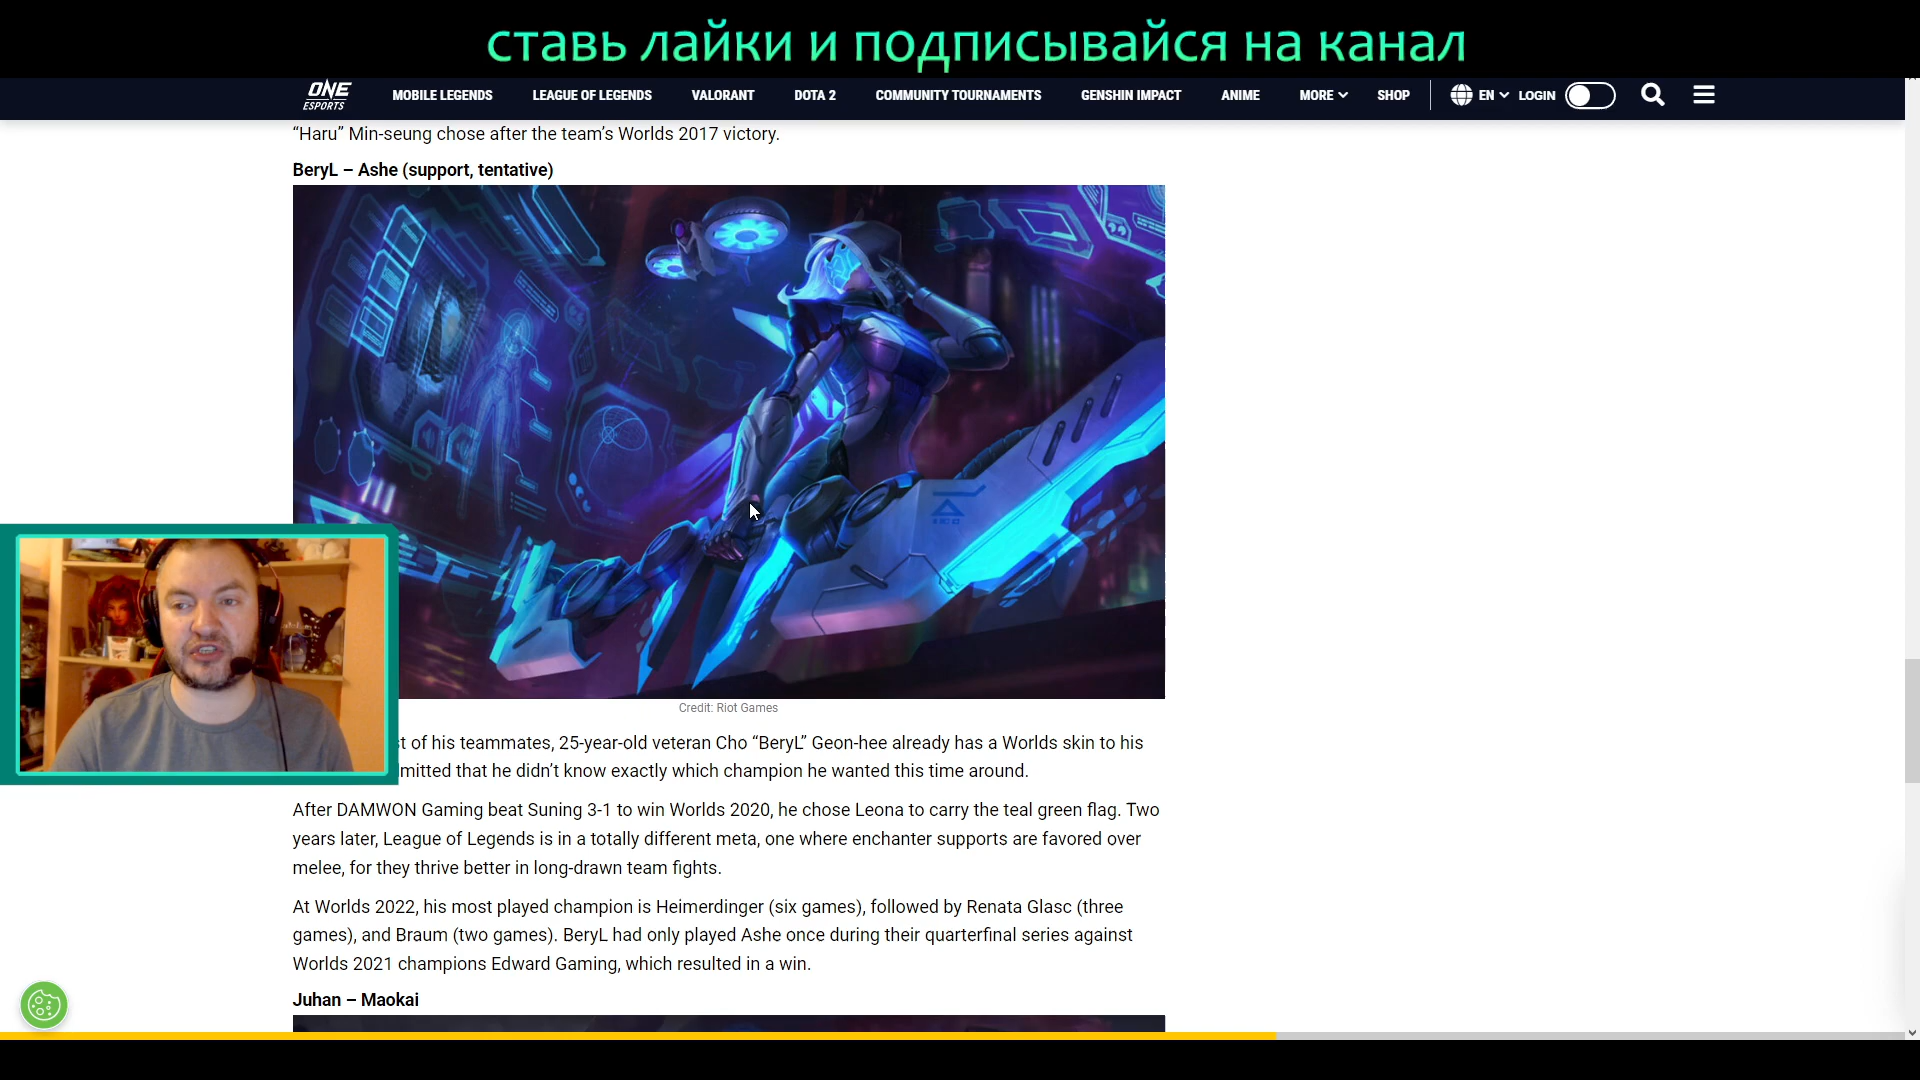 ставь лайки и подписывайся на канал
ONE ESPORTS
MOBILE LEGENDS LEAGUE OF LEGENDS VALORANT DOTA 2 COMMUNITY TOURNAMENTS GENSHIN IMPACT ANIME MORE SHOP EN LOGIN
“Haru” Min-seung chose after the team’s Worlds 2017 victory.
BeryL – Ashe (support, tentative)
Credit: Riot Games
of his teammates, 25-year-old veteran Cho “BeryL” Geon-hee already has a Worlds skin to his
that he didn’t know exactly which champion he wanted this time around.
After DAMWON Gaming beat Suning 3-1 to win Worlds 2020, he chose Leona to carry the teal green flag. Two
years later, League of Legends is in a totally different meta, one where enchanter supports are favored over
melee, for they thrive better in long-drawn team fights.
At Worlds 2022, his most played champion is Heimerdinger (six games), followed by Renata Glasc (three
games), and Braum (two games). BeryL had only played Ashe once during their quarterfinal series against
Worlds 2021 champions Edward Gaming, which resulted in a win.
Juhan – Maokai